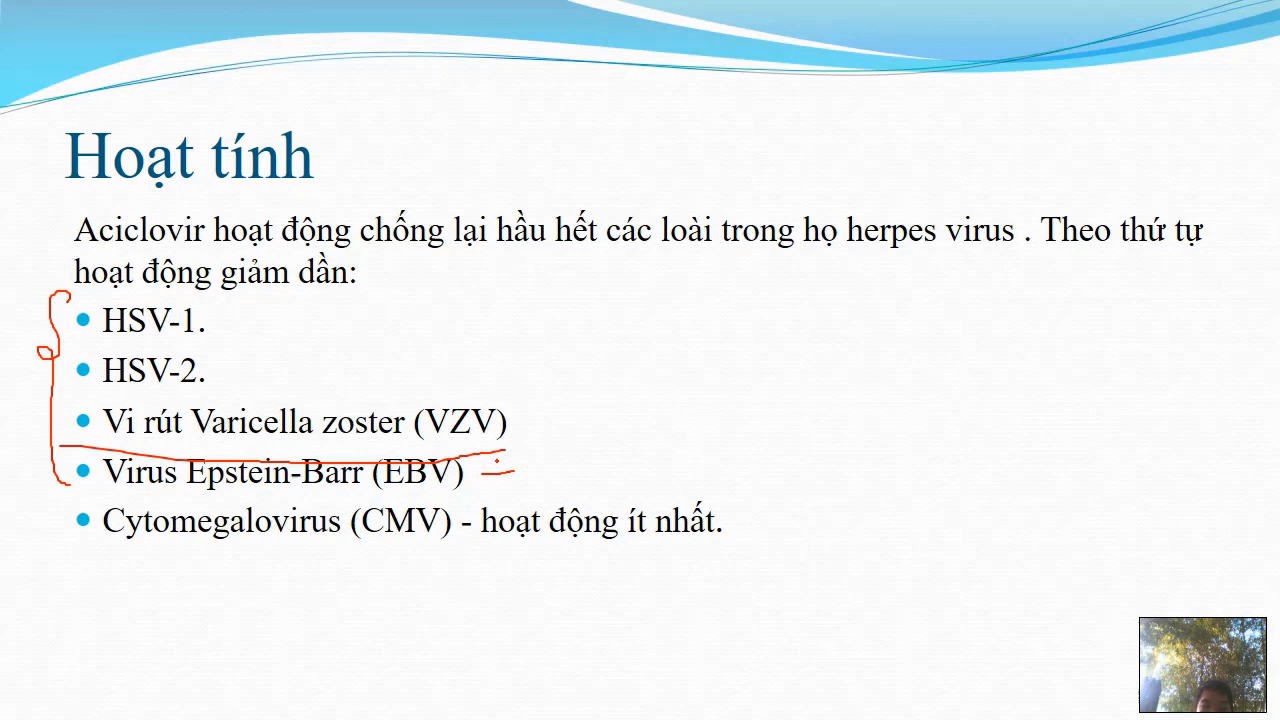 Hoạt tính
Aciclovir hoạt động chống lại hầu hết các loài trong họ herpes virus . Theo thứ tự
hoạt động giảm dần:
HSV-1.
HSV-2.
Vi rút Varicella zoster (VZV)
Virus Epstein-Barr (EBV)
Cytomegalovirus (CMV) - hoạt động ít nhất.